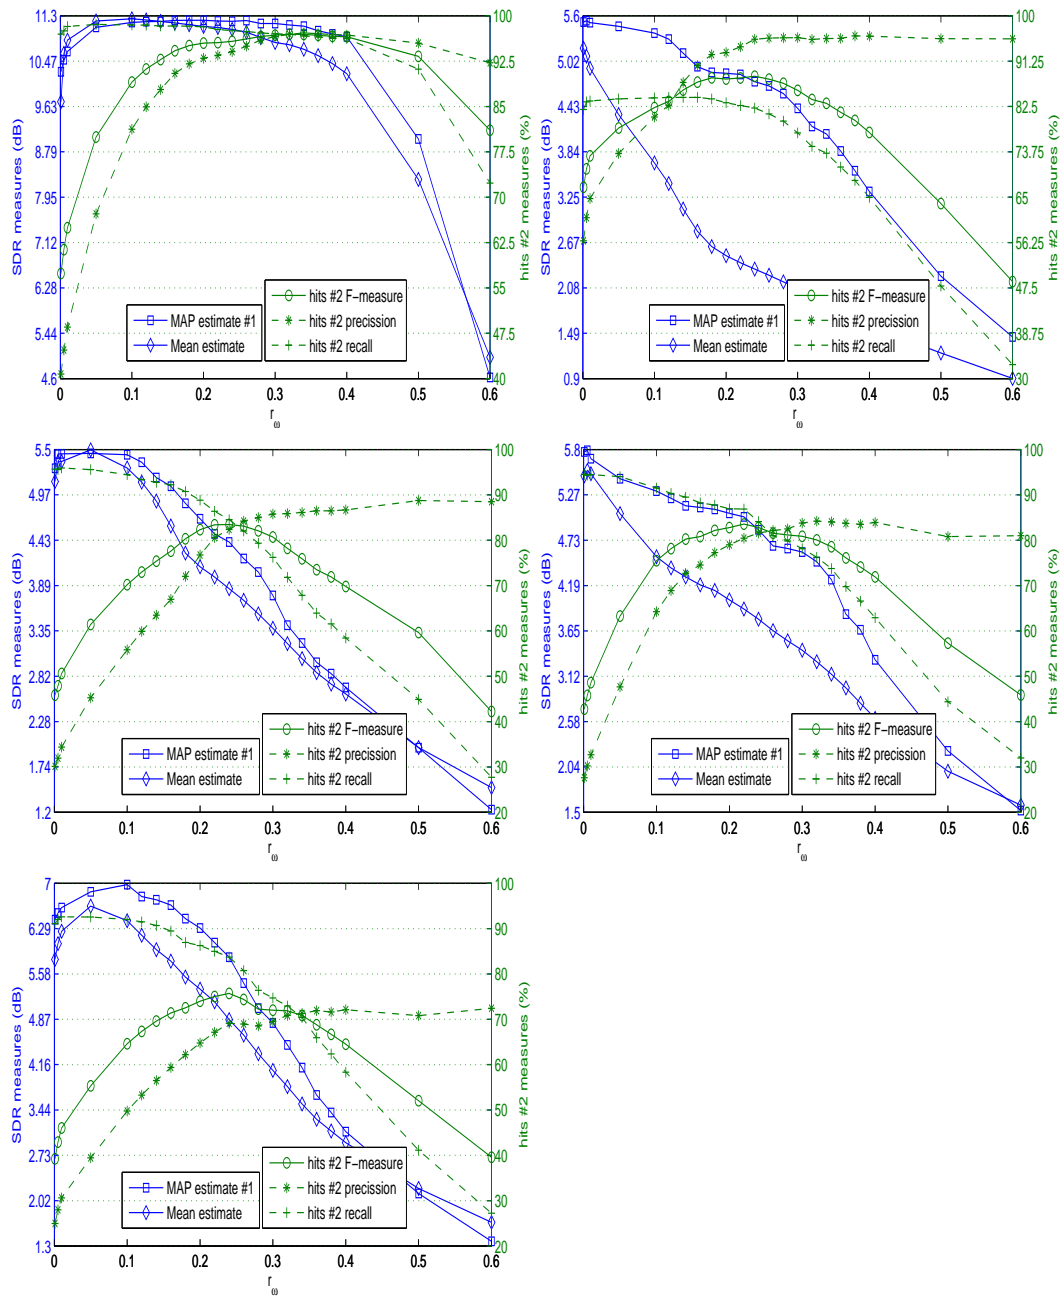 11.3
10.47
9.63
8.79
7.95
7.12
6.28
5.44
4.6
SDR measures (dB)
100
92.5
85
77.5
70
62.5
55
47.5
40
hits #2 measures (%)
0 0.1 0.2 0.3 0.4 0.5 0.6
r_ω
MAP estimate #1
Mean estimate
hits #2 F−measure
hits #2 precission
hits #2 recall
5.6
5.02
4.43
3.84
3.25
2.67
2.08
1.49
0.9
SDR measures (dB)
100
91.25
82.5
73.75
65
56.25
47.5
38.75
30
hits #2 measures (%)
0 0.1 0.2 0.3 0.4 0.5 0.6
r_ω
MAP estimate #1
Mean estimate
hits #2 F−measure
hits #2 precission
hits #2 recall
5.5
4.97
4.43
3.89
3.35
2.82
2.28
1.74
1.2
SDR measures (dB)
100
90
80
70
60
50
40
30
20
hits #2 measures (%)
0 0.1 0.2 0.3 0.4 0.5 0.6
r_ω
MAP estimate #1
Mean estimate
hits #2 F−measure
hits #2 precission
hits #2 recall
5.8
5.27
4.73
4.19
3.65
3.12
2.58
2.04
1.5
SDR measures (dB)
100
90
80
70
60
50
40
30
20
hits #2 measures (%)
0 0.1 0.2 0.3 0.4 0.5 0.6
r_ω
MAP estimate #1
Mean estimate
hits #2 F−measure
hits #2 precission
hits #2 recall
7
6.29
5.58
4.87
4.16
3.44
2.73
2.02
1.3
SDR measures (dB)
100
90
80
70
60
50
40
30
20
hits #2 measures (%)
0 0.1 0.2 0.3 0.4 0.5 0.6
r_ω
MAP estimate #1
Mean estimate
hits #2 F−measure
hits #2 precission
hits #2 recall